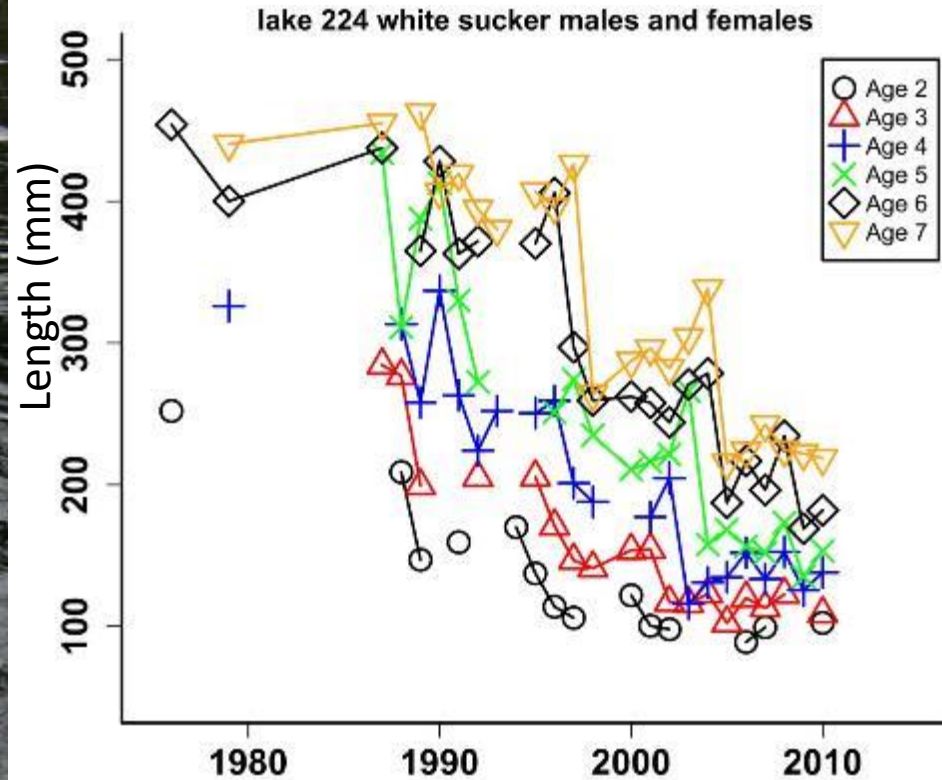 lake 224 white sucker males and females
Length (mm)
500
400
300
200
100
1980
1990
2000
2010
Age 2
Age 3
Age 4
Age 5
Age 6
Age 7